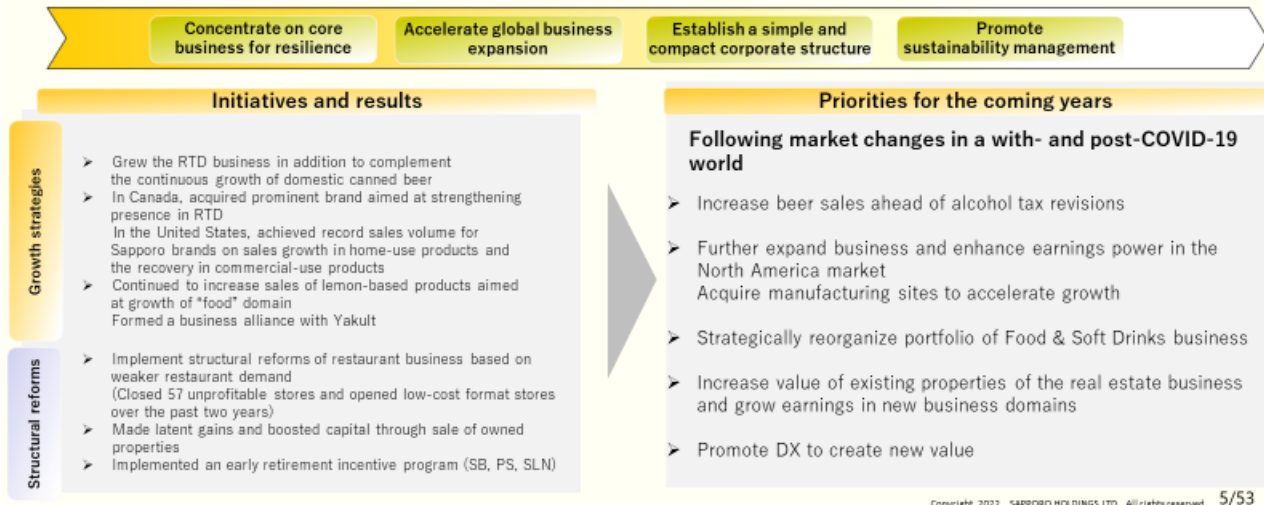 Concentrate on core
business for resilience
Accelerate global business
expansion
Establish a simple and
compact corporate structure
Promote
sustainability management
Initiatives and results
Growth strategies
➢ Grew the RTD business in addition to complement
the continuous growth of domestic canned beer
➢ In Canada, acquired prominent brand aimed at strengthening
presence in RTD
In the United States, achieved record sales volume for
Sapporo brands on sales growth in home-use products and
the recovery in commercial-use products
➢ Continued to increase sales of lemon-based products aimed
at growth of “food” domain
Formed a business alliance with Yakult
Structural reforms
➢ Implement structural reforms of restaurant business based on
weaker restaurant demand
(Closed 57 unprofitable stores and opened low-cost format stores
over the past two years)
➢ Made latent gains and boosted capital through sale of owned
properties
➢ Implemented an early retirement incentive program (SB, PS, SLN)
Priorities for the coming years
Following market changes in a with- and post-COVID-19
world
➢ Increase beer sales ahead of alcohol tax revisions
➢ Further expand business and enhance earnings power in the
North America market
Acquire manufacturing sites to accelerate growth
➢ Strategically reorganize portfolio of Food & Soft Drinks business
➢ Increase value of existing properties of the real estate business
and grow earnings in new business domains
➢ Promote DX to create new value
Copyright 2022 SAPPORO HOLDINGS LTD. All rights reserved 5/53